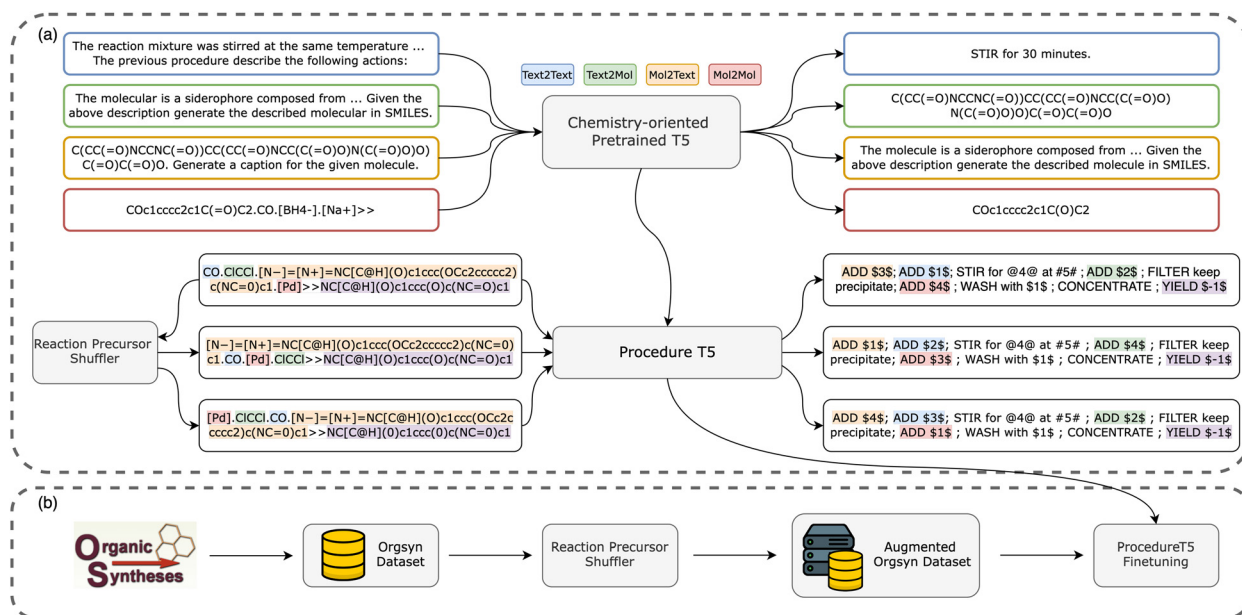 (a)
The reaction mixture was stirred at the same temperature ...
The previous procedure describe the following actions:
The molecular is a siderophore composed from ... Given the
above description generate the described molecular in SMILES.
C(CC(=O)NCCNC(=O))CC(CC(=O)NCC(C(=O)O)N(C(=O)O)O)
C(=O)C(=O)O. Generate a caption for the given molecule.
COc1cccc2c1C(=O)C2.CO.[BH4-].[Na+]>>
Text2Text
Text2Mol
Mol2Text
Mol2Mol
Chemistry-oriented
Pretrained T5
STIR for 30 minutes.
C(CC(=O)NCCNC(=O))CC(CC(=O)NCC(C(=O)O)
N(C(=O)O)O)C(=O)C(=O)O
The molecule is a siderophore composed from ... Given the
above description generate the described molecule in SMILES.
COc1cccc2c1C(O)C2
Reaction Precursor
Shuffler
CO.ClCCl.[N−]=[N+]=NC[C@H](O)c1ccc(OCc2ccccc2)
c(NC=0)c1.[Pd]>>NC[C@H](O)c1ccc(O)c(NC=O)c1
[N−]=[N+]=NC[C@H](O)c1ccc(OCc2ccccc2)c(NC=0)
c1.CO.[Pd].ClCCl>>NC[C@H](O)c1ccc(O)c(NC=O)c1
[Pd].ClCCl.CO.[N−]=[N+]=NC[C@H](O)c1ccc(OCc2c
cccc2)c(NC=0)c1>>NC[C@H](O)c1ccc(O)c(NC=O)c1
Procedure T5
ADD $3$; ADD $1$; STIR for @4@ at #5# ; ADD $2$ ; FILTER keep
precipitate; ADD $4$ ; WASH with $1$ ; CONCENTRATE ; YIELD $-1$
ADD $1$; ADD $2$; STIR for @4@ at #5# ; ADD $4$ ; FILTER keep
precipitate; ADD $3$ ; WASH with $1$ ; CONCENTRATE ; YIELD $-1$
ADD $4$; ADD $3$; STIR for @4@ at #5# ; ADD $2$ ; FILTER keep
precipitate; ADD $1$ ; WASH with $1$ ; CONCENTRATE ; YIELD $-1$
(b)
Organic
Syntheses
Orgsyn
Dataset
Reaction Precursor
Shuffler
Augmented
Orgsyn Dataset
ProcedureT5
Finetuning